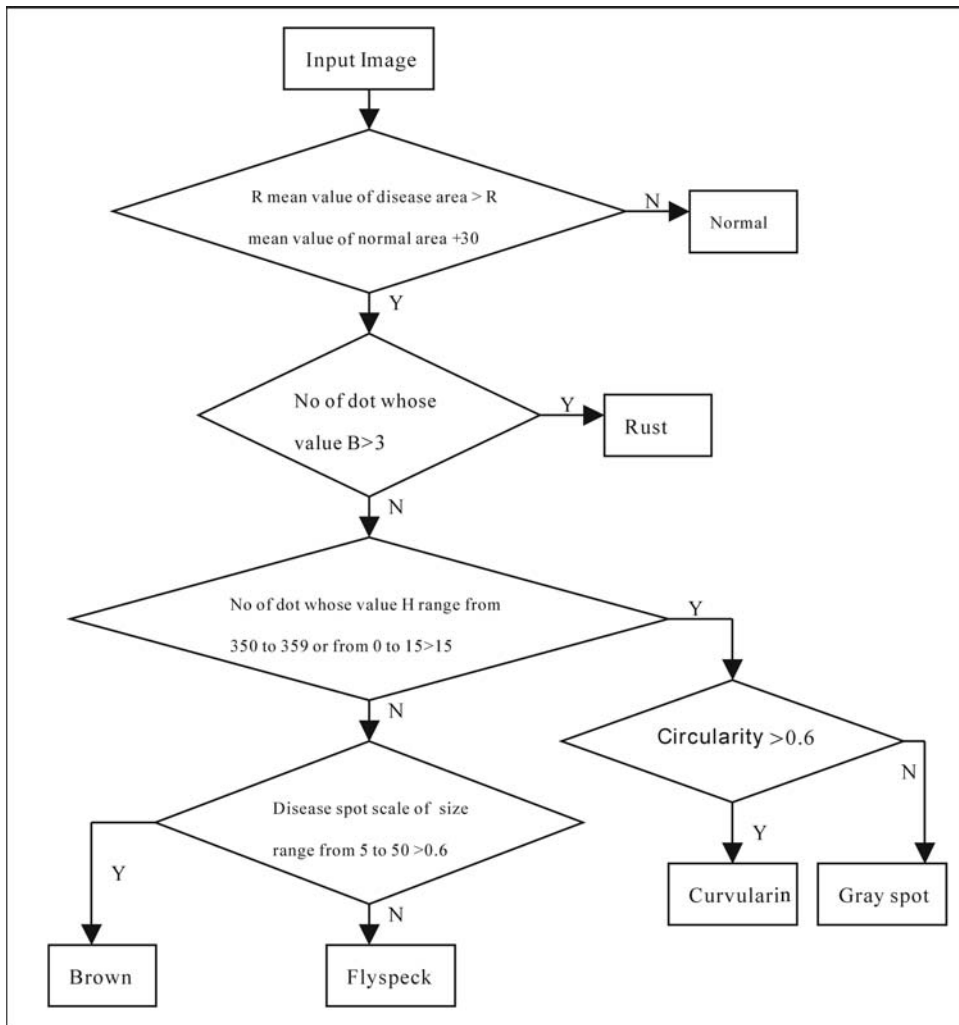 Input Image
R mean value of disease area > R
mean value of normal area +30
N
Normal
Y
No of dot whose
value B>3
Y
Rust
N
No of dot whose value H range from
350 to 359 or from 0 to 15>15
Y
N
Circularity >0.6
N
Disease spot scale of size
range from 5 to 50 >0.6
Y
Y
Curvularin
Gray spot
N
Brown
Flyspeck